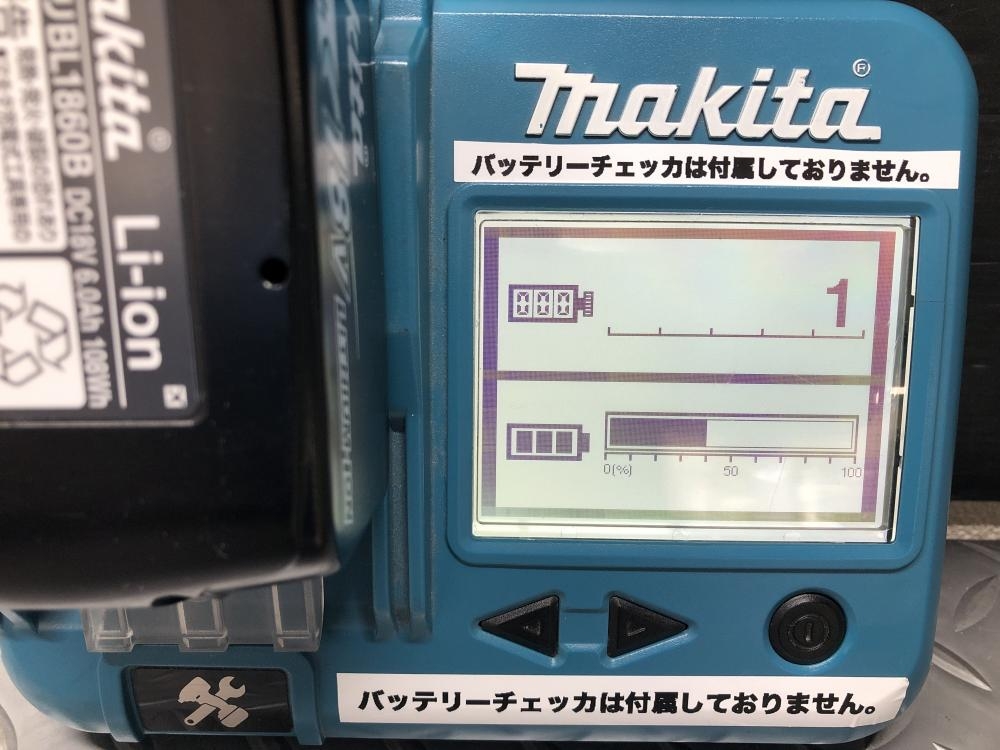 makita®
バッテリーチェッカは付属しておりません。
1
0(%) 50 100
バッテリーチェッカは付属しておりません。
makita®
BL1860B DC18V 6.0Ah 108Wh
Li-ion
18V